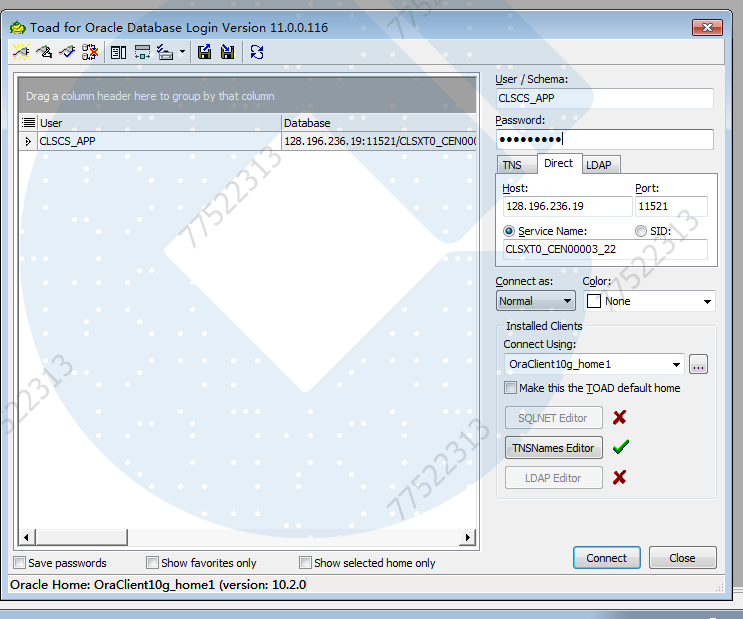 Toad for Oracle Database Login Version 11.0.0.116
Drag a column header here to group by that column
User Database
CLSCS_APP 128.196.236.19:11521/CLSXT0_CEN000
User / Schema:
CLSCS_APP
Password:
●●●●●●●●●
TNS Direct LDAP
Host: Port:
128.196.236.19 11521
Service Name: SID:
CLSXT0_CEN00003_22
Connect as: Color:
Normal None
Installed Clients
Connect Using:
OraClient10g_home1 ...
Make this the TOAD default home
SQLNET Editor
TNSNames Editor
LDAP Editor
Save passwords Show favorites only Show selected home only
Connect Close
Oracle Home: OraClient10g_home1 (version: 10.2.0
77522313
77522313
77522313
77522313